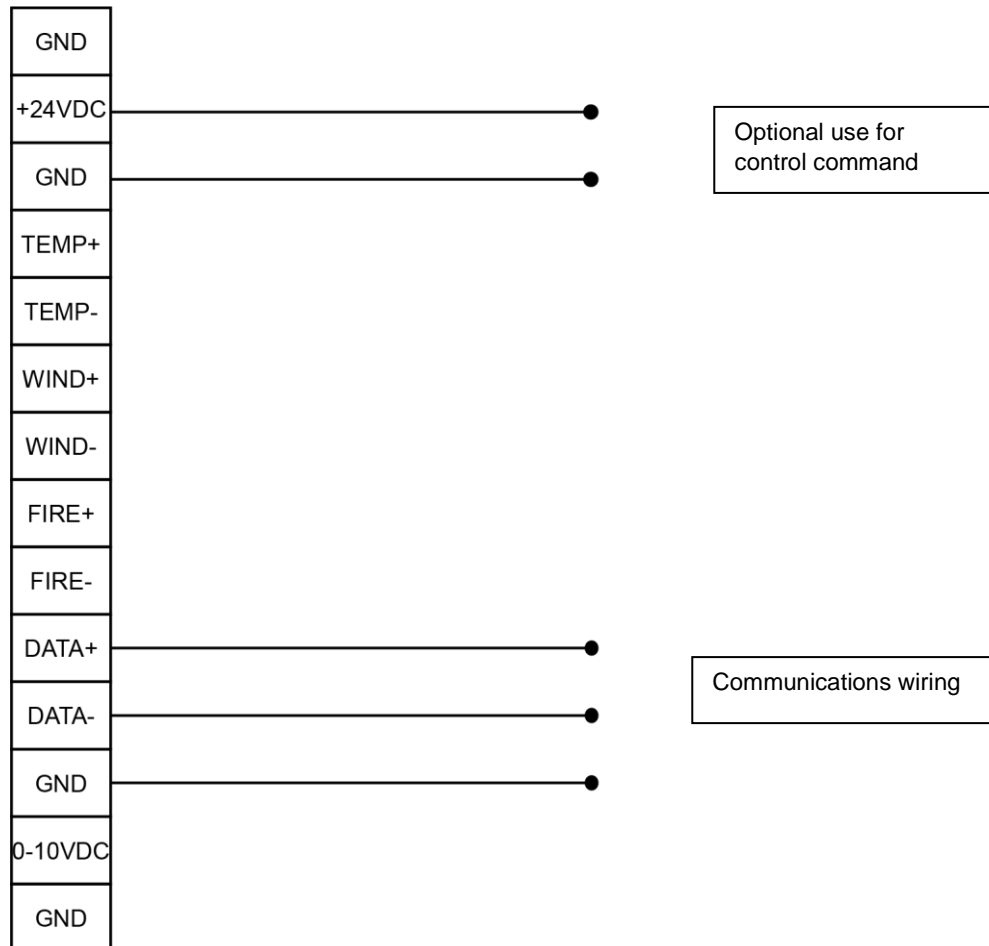 GND
+24VDC
GND
TEMP+
TEMP-
WIND+
WIND-
FIRE+
FIRE-
DATA+
DATA-
GND
0-10VDC
GND
Optional use for
control command
Communications wiring